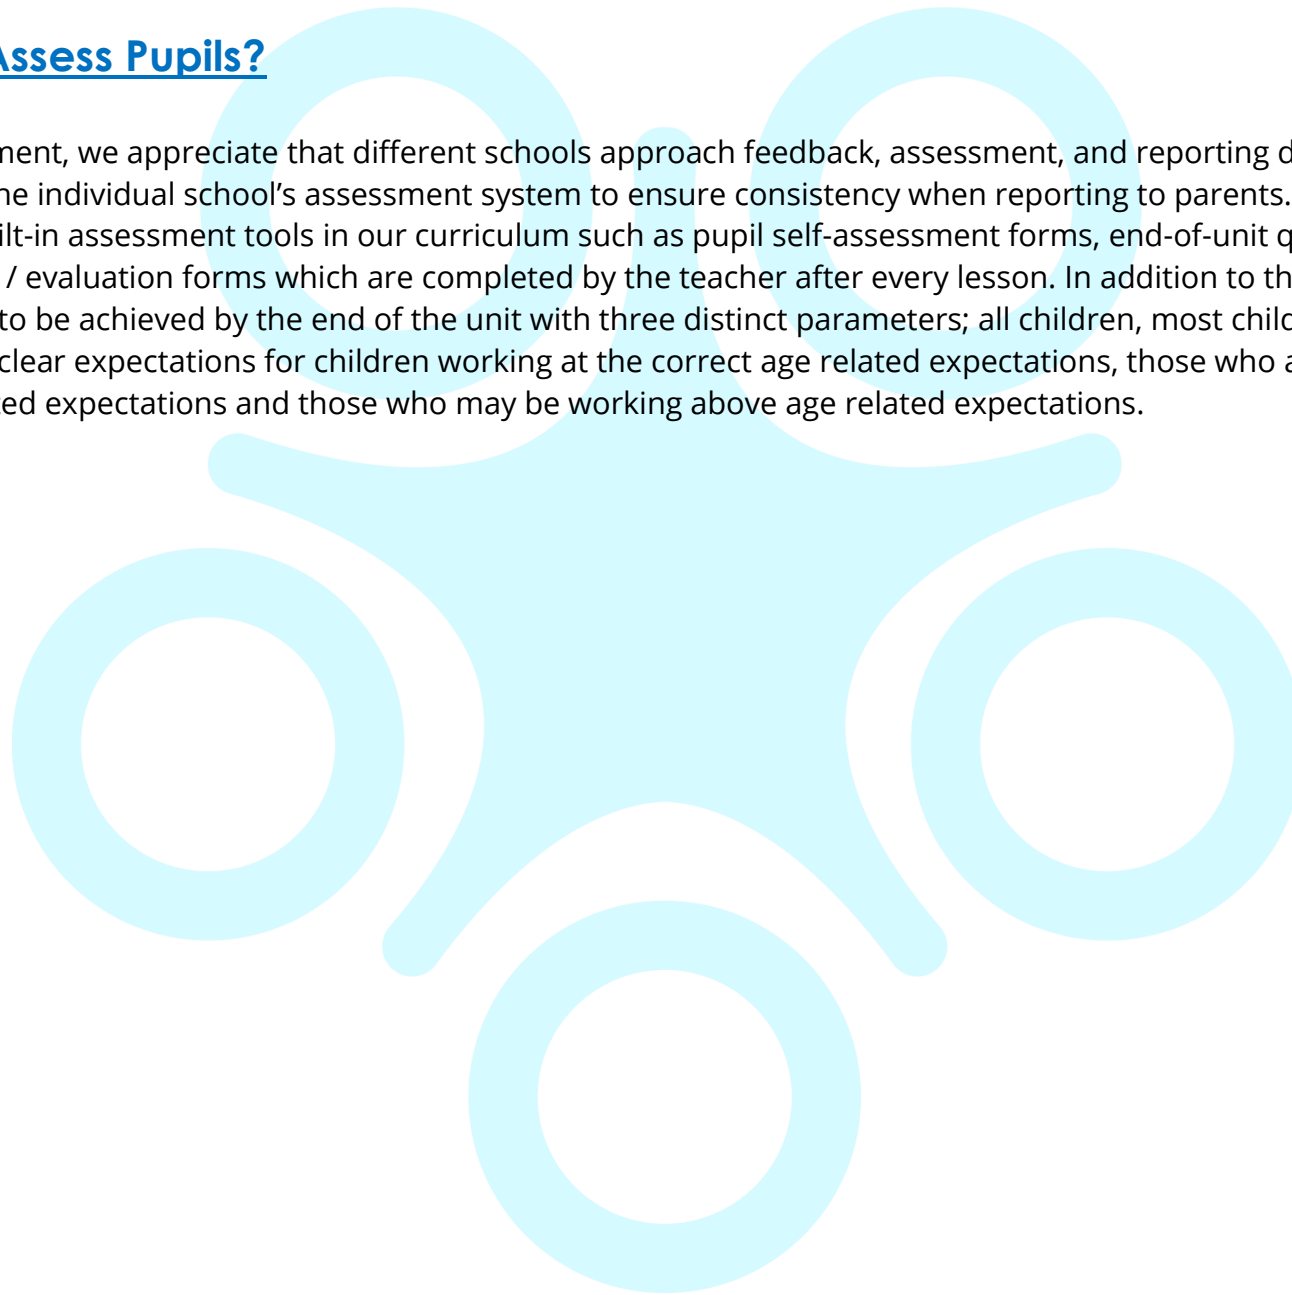 Assess Pupils?
ment, we appreciate that different schools approach feedback, assessment, and reporting d
he individual school’s assessment system to ensure consistency when reporting to parents.
ilt-in assessment tools in our curriculum such as pupil self-assessment forms, end-of-unit q
/ evaluation forms which are completed by the teacher after every lesson. In addition to th
to be achieved by the end of the unit with three distinct parameters; all children, most child
clear expectations for children working at the correct age related expectations, those who a
ted expectations and those who may be working above age related expectations.